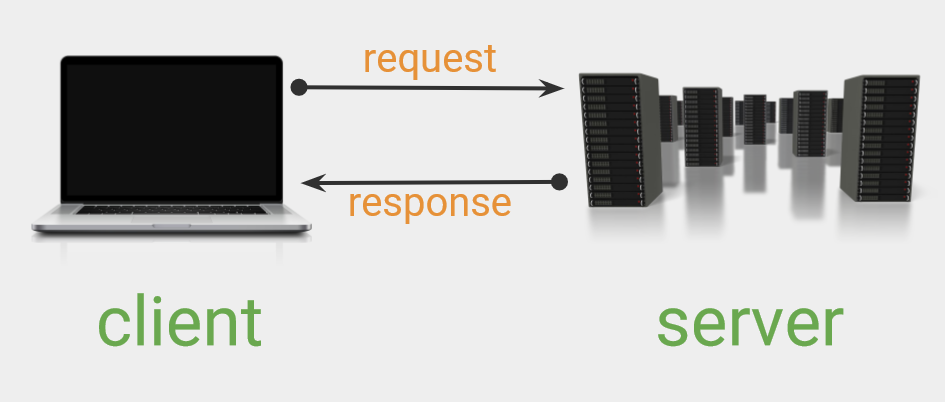 request
response
client
server